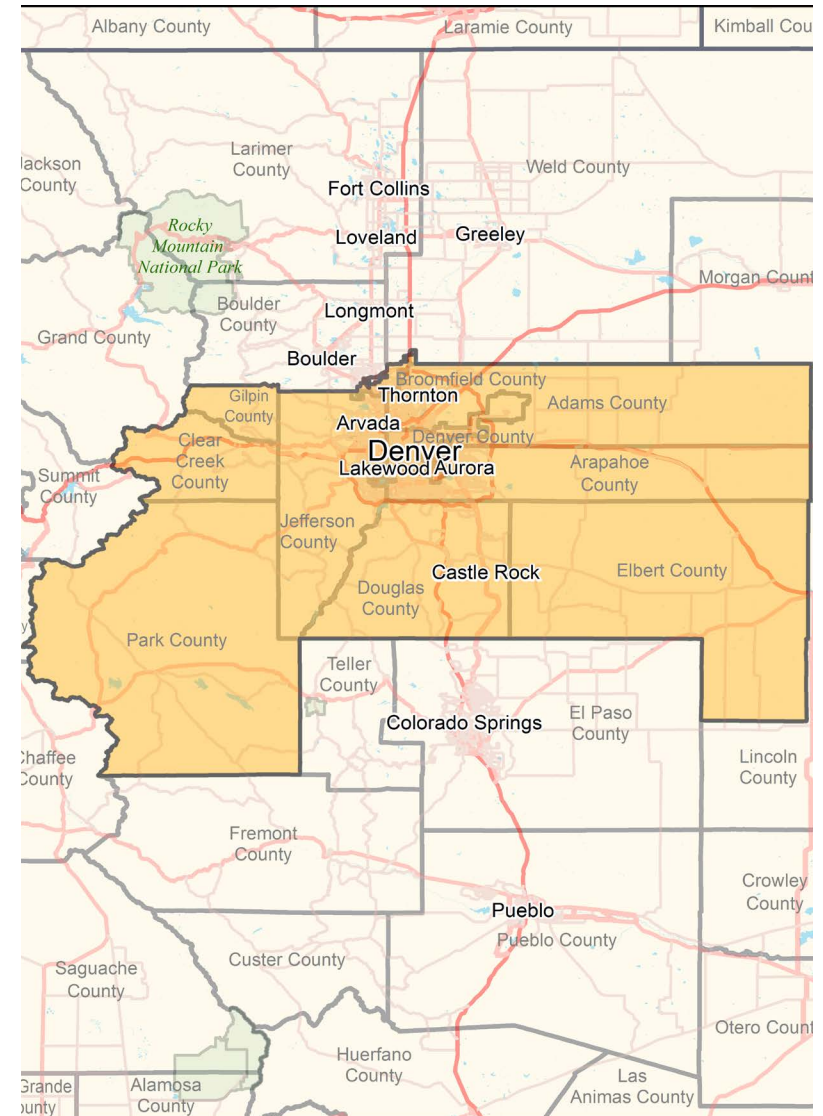 Albany County
Laramie County
Kimball Cou
Jackson
County
Larimer
County
Weld County
Fort Collins
Rocky
Mountain
National Park
Loveland
Greeley
Morgan Count
Boulder
County
Longmont
Grand County
Boulder
Broomfield County
Gilpin
County
Thornton
Adams County
Arvada
Clear
Creek
County
Denver County
Denver
Lakewood
Aurora
Arapahoe
County
Summit
County
Jefferson
County
Castle Rock
Elbert County
Douglas
County
y
Park County
Teller
County
Colorado Springs
El Paso
County
Chaffee
County
Lincoln
County
Fremont
County
Crowley
County
Pueblo
Pueblo County
Custer County
Saguache
County
Otero Count
Huerfano
County
Las
Animas County
Grande
ounty
Alamosa
County